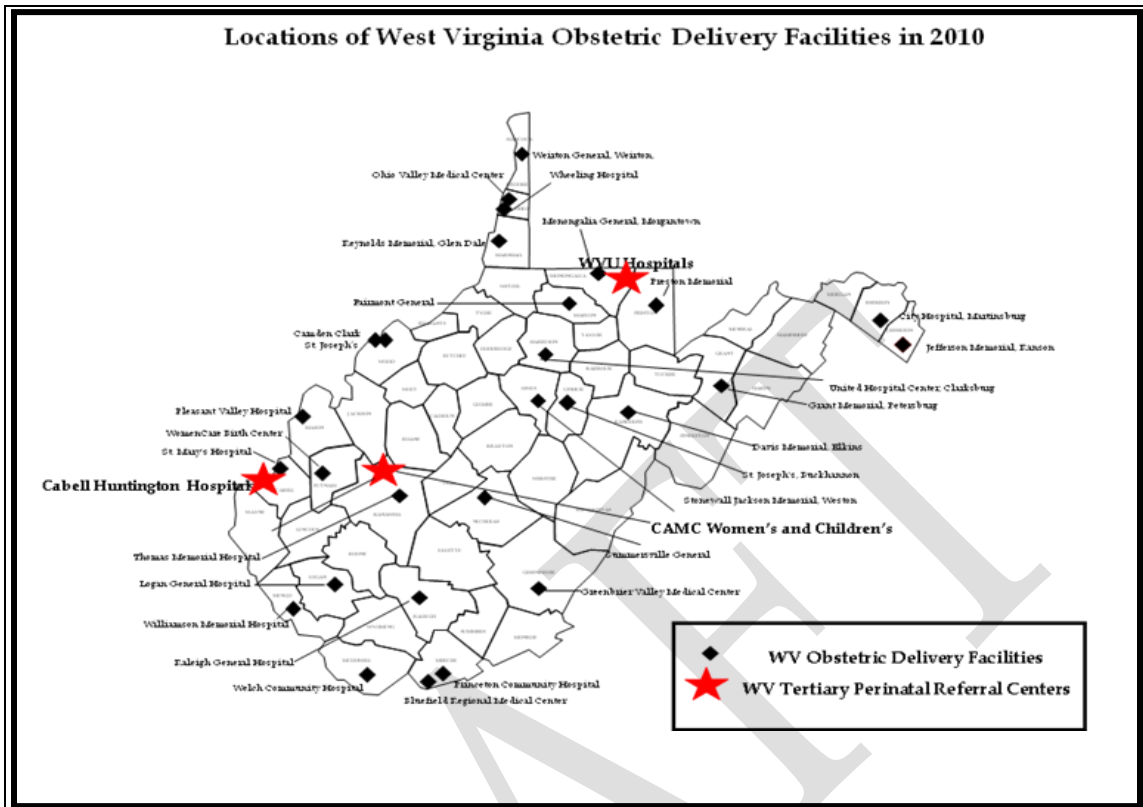 Locations of West Virginia Obstetric Delivery Facilities in 2010
Weirton General, Weirton,
Ohio Valley Medical Center
Wheeling Hospital
Monongalia General, Morgantown
Reynolds Memorial, Glen Dale
WVU Hospitals
Preston Memorial
Fairmont General
City Hospital, Martinsburg
Camden Clark
St. Joseph's
Jefferson Memorial, Ranson
United Hospital Center, Clarksburg
Grant Memorial, Petersburg
Pleasant Valley Hospital
WomenCare Birth Center
Davis Memorial, Elkins
St. Mary's Hospital
St. Joseph's, Buckhannon
Cabell Huntington Hospital
Stonewall Jackson Memorial, Weston
CAMC Women's and Children's
Thomas Memorial Hospital
Summersville General
Logan General Hospital
Greenbrier Valley Medical Center
Williamson Memorial Hospital
Raleigh General Hospital
Welch Community Hospital
Princeton Community Hospital
Bluefield Regional Medical Center
WV Obstetric Delivery Facilities
WV Tertiary Perinatal Referral Centers